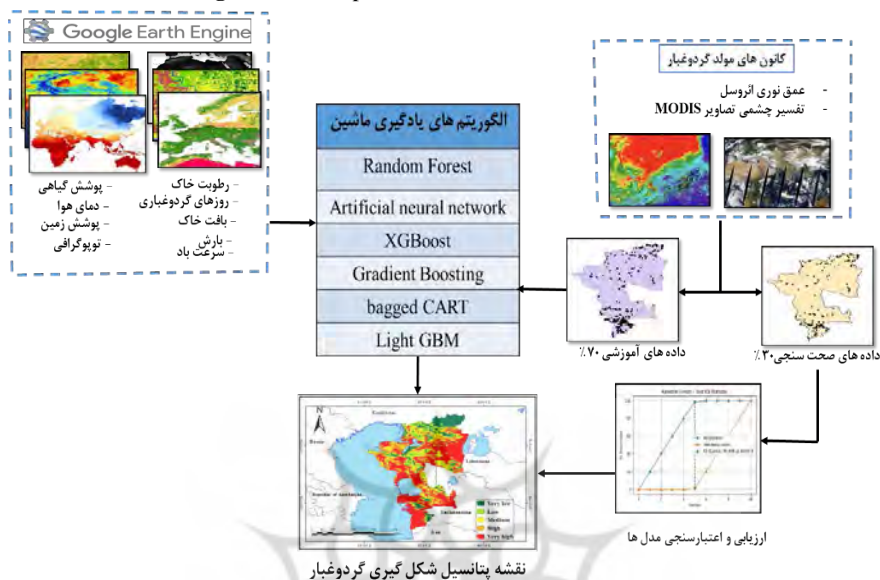 Google Earth Engine
- پوشش گیاهی
- دمای هوا
- پوشش زمین
- توپوگرافی
- رطوبت خاک
- روزهای گردوغباری
- بافت خاک
- بارش
- سرعت باد
الگوریتم های یادگیری ماشین
Random Forest
Artificial neural network
XGBoost
Gradient Boosting
bagged CART
Light GBM
کانون های مولد گردوغبار
- عمق نوری ائروسل
- تفسیر چشمی تصاویر MODIS
داده های آموزشی ۷۰٪
داده های صحت سنجی ۳۰٪
ارزیابی و اعتبارسنجی مدل ها
N
Very low
Low
Medium
High
Very high
نقشه پتانسیل شکل گیری گردوغبار